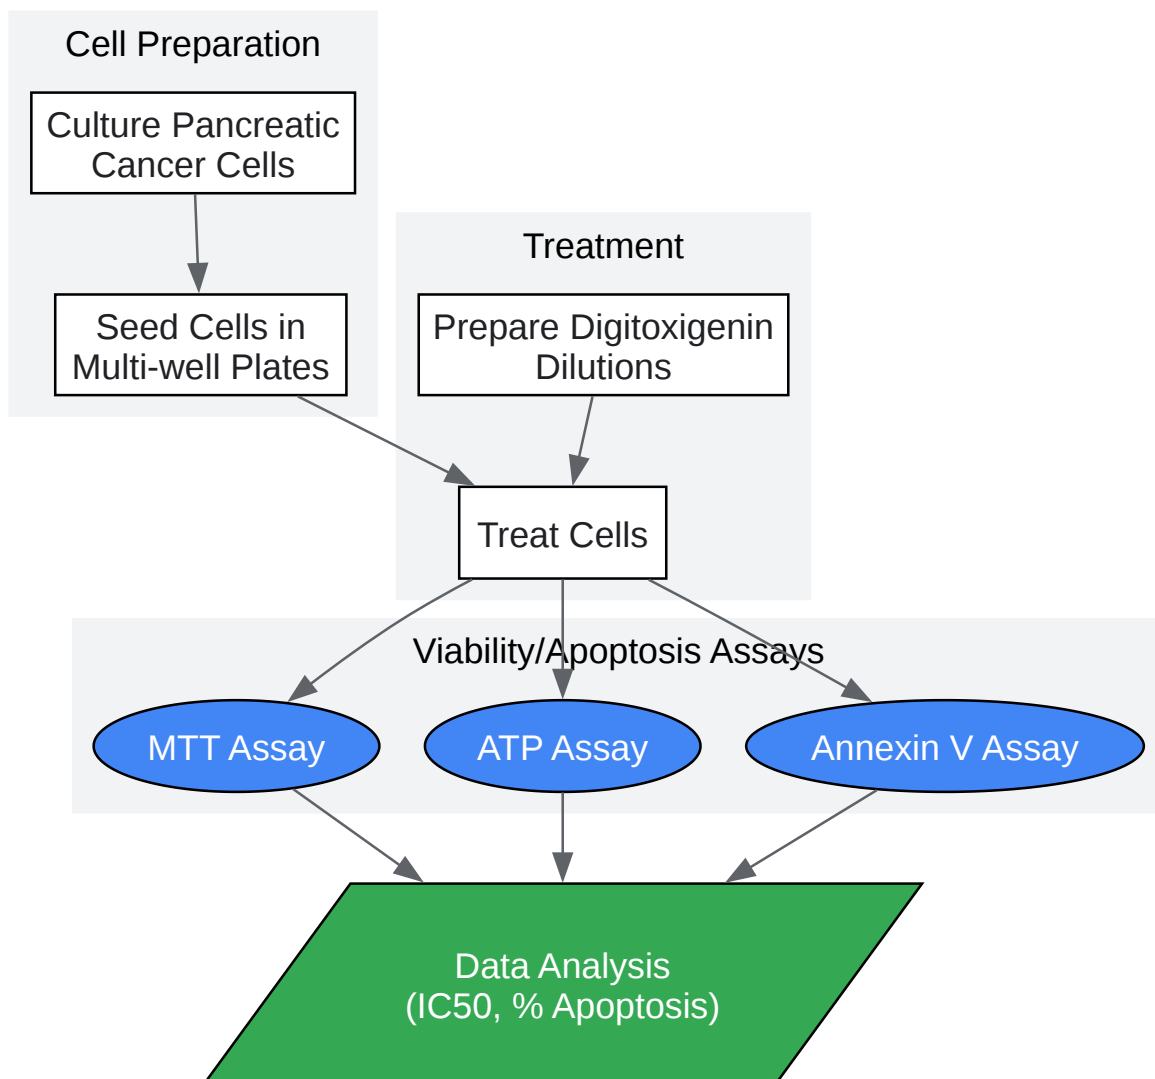 Cell Preparation
Culture Pancreatic
Cancer Cells
Seed Cells in
Multi-well Plates
Treatment
Prepare Digitoxigenin
Dilutions
Treat Cells
Viability/Apoptosis Assays
MTT Assay
ATP Assay
Annexin V Assay
Data Analysis
(IC50, % Apoptosis)